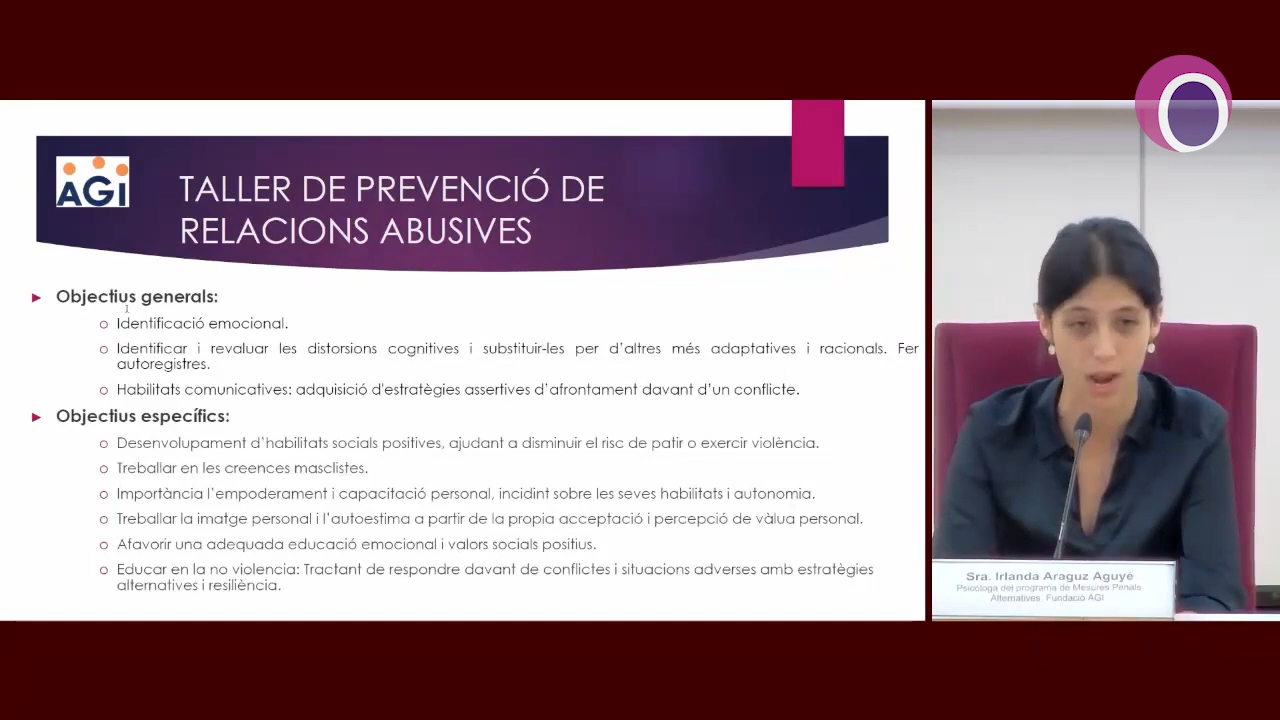 AGI
TALLER DE PREVENCIÓ DE
RELACIONS ABUSIVES
Objectius generals:
Identificació emocional.
Identificar i revaluar les distorsions cognitives i substituir-les per d'altres més adaptatives i racionals. Fer
autoregistres.
Habilitats comunicatives: adquisició d'estratègies assertives d'afrontament davant d'un conflicte.
Objectius específics:
Desenvolupament d'habilitats socials positives, ajudant a disminuir el risc de patir o exercir violència.
Treballar en les creences masclistes.
Importància l'empoderament i capacitació personal, incidint sobre les seves habilitats i autonomia.
Treballar la imatge personal i l'autoestima a partir de la propia acceptació i percepció de vàlua personal.
Afavorir una adequada educació emocional i valors socials positius.
Educar en la no violencia: Tractant de respondre davant de conflictes i situacions adverses amb estratègies
alternatives i resiliència.
Sra. Irlanda Araguz Aguyé
Psicòloga del programa de Mesures Penals
Alternatives Fundació AGI